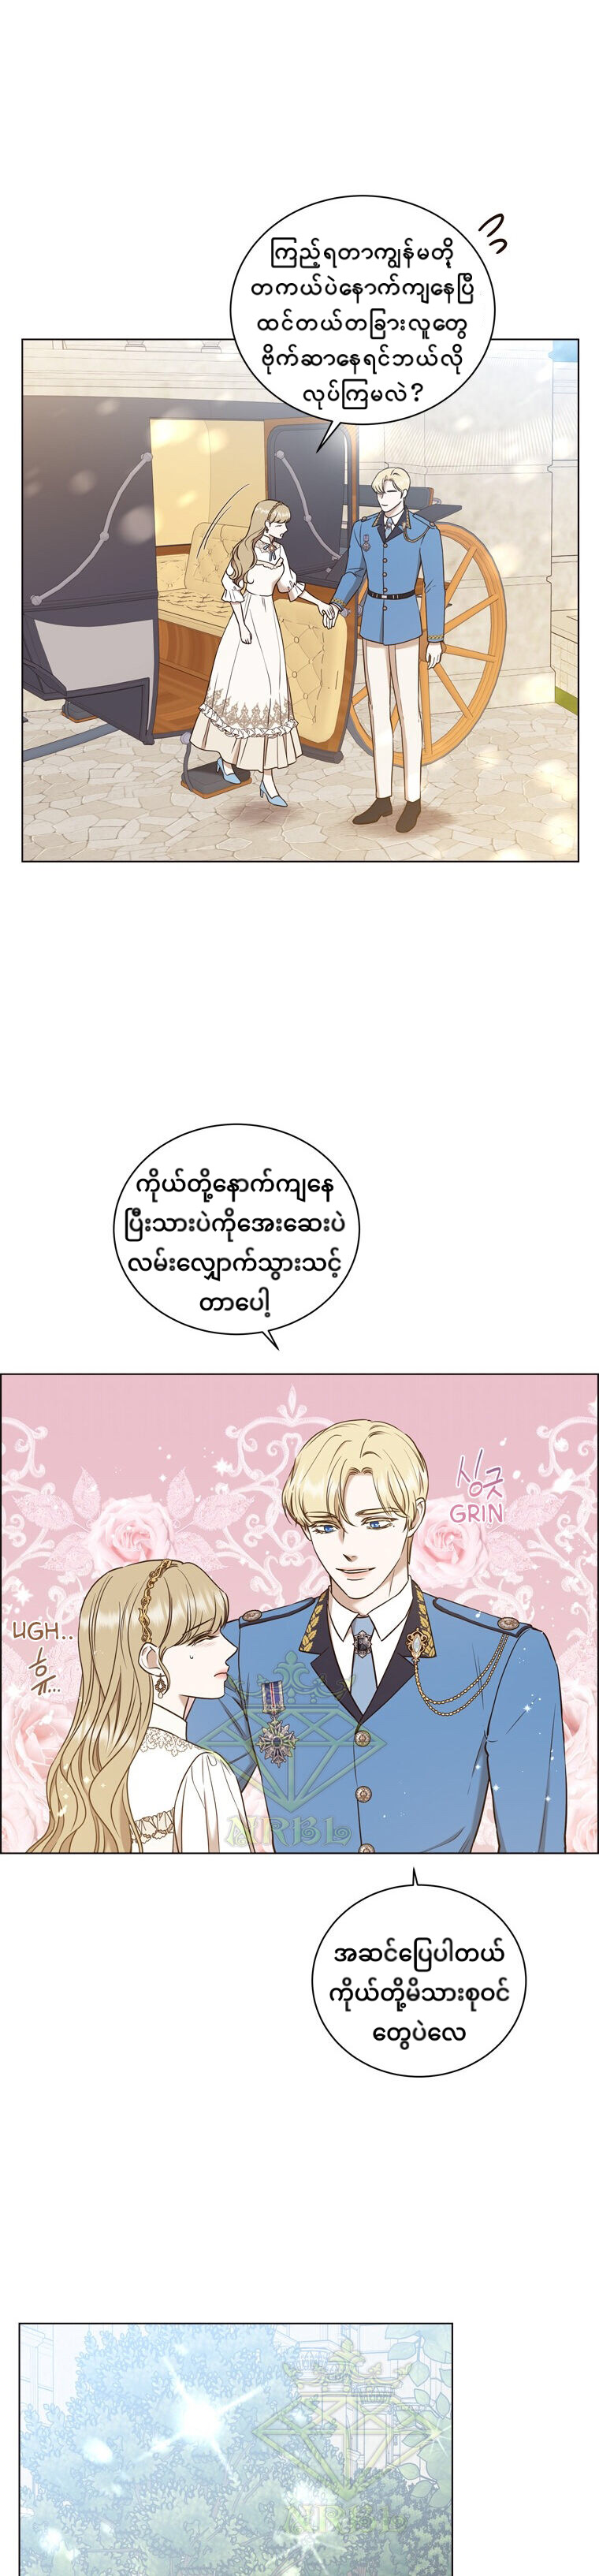 ကြည့်ရတာကျွန်မတို့
တကယ်ပဲနောက်ကျနေပြီ
ထင်တယ်တခြားလူတွေ
ဗိုက်ဆာနေရင်ဘယ်လို
လုပ်ကြမလဲ?
ကိုယ်တို့နောက်ကျနေ
ပြီးသားပဲကိုအေးဆေးပဲ
လမ်းလျှောက်သွားသင့်
တာပေါ့
싱긋
GRIN
UGH..
흠...
NRBL
အဆင်ပြေပါတယ်
ကိုယ်တို့မိသားစုဝင်
တွေပဲလေ
NRBL